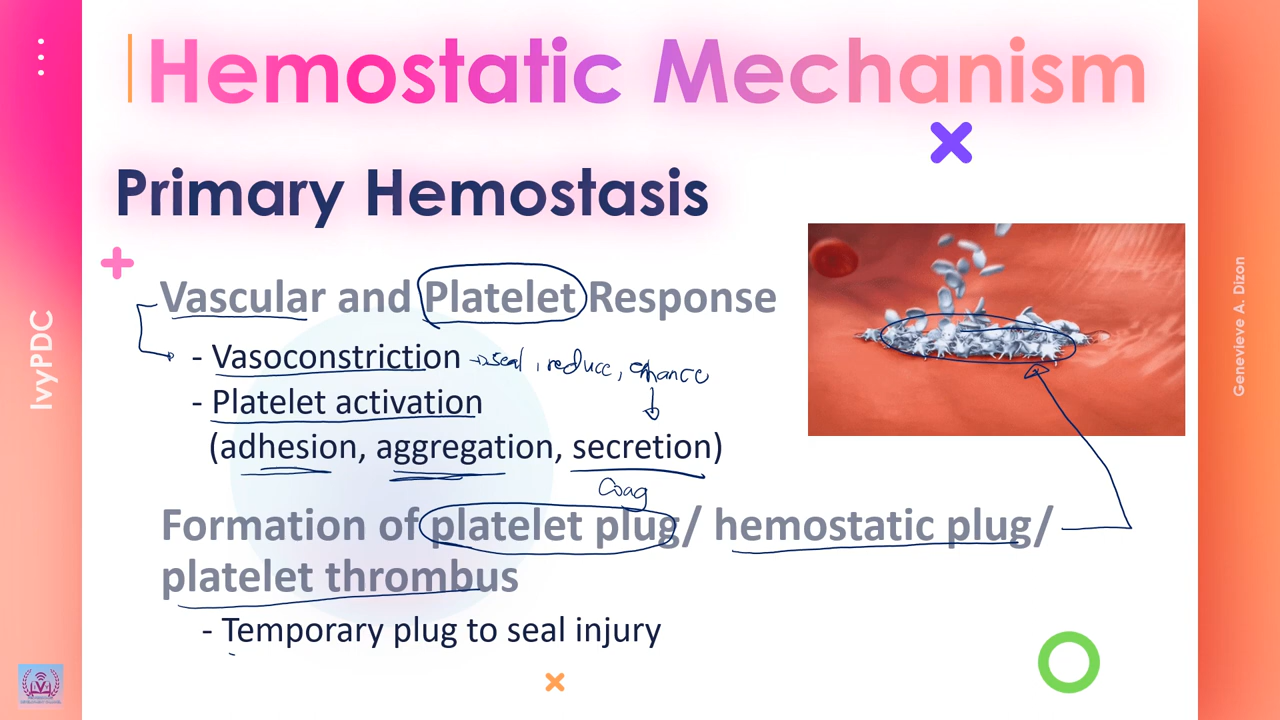 Hemostatic Mechanism
Primary Hemostasis
Vascular and Platelet Response
- Vasoconstriction → seal, reduce, enhance
- Platelet activation
(adhesion, aggregation, secretion)
Coag
Formation of platelet plug/ hemostatic plug/
platelet thrombus
- Temporary plug to seal injury
IvyPDC
Genevieve A. Dizon